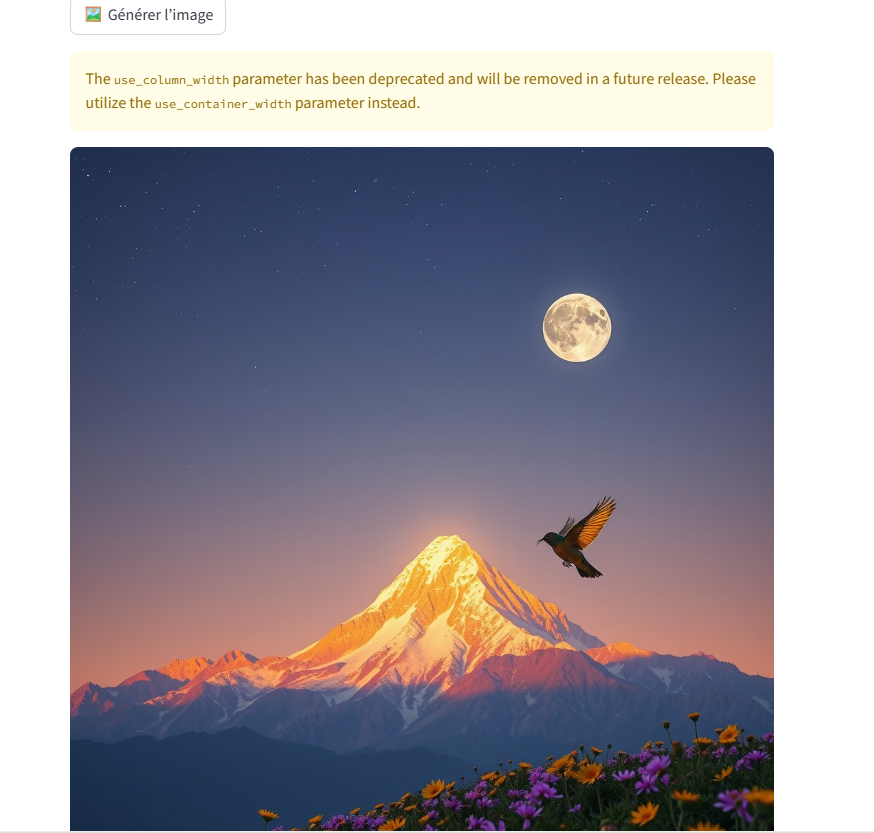 Générer l’image
The use_column_width parameter has been deprecated and will be removed in a future release. Please
utilize the use_container_width parameter instead.